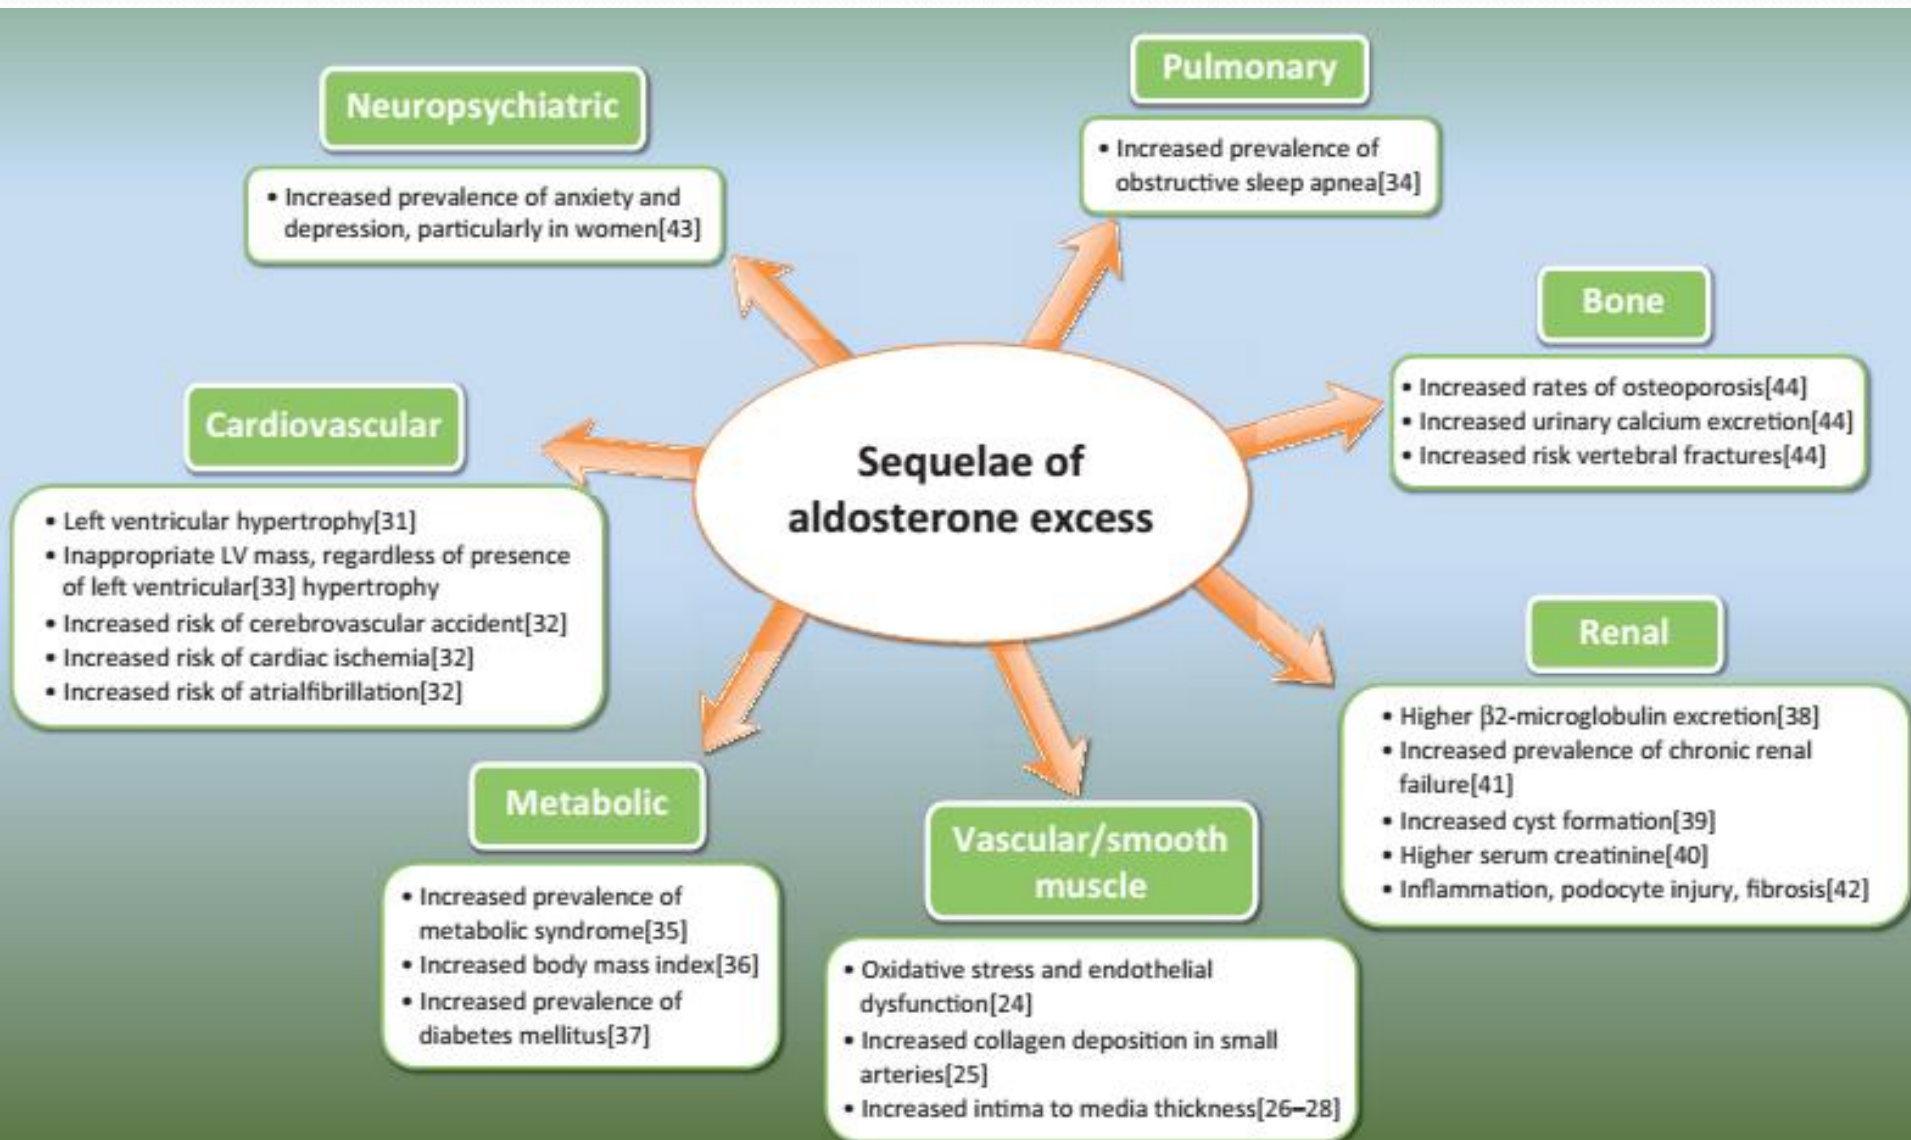 Neuropsychiatric
• Increased prevalence of anxiety and
depression, particularly in women[43]
Pulmonary
• Increased prevalence of
obstructive sleep apnea[34]
Bone
• Increased rates of osteoporosis[44]
• Increased urinary calcium excretion[44]
• Increased risk vertebral fractures[44]
Cardiovascular
• Left ventricular hypertrophy[31]
• Inappropriate LV mass, regardless of presence
of left ventricular[33] hypertrophy
• Increased risk of cerebrovascular accident[32]
• Increased risk of cardiac ischemia[32]
• Increased risk of atrialfibrillation[32]
Sequelae of
aldosterone excess
Renal
• Higher β2-microglobulin excretion[38]
• Increased prevalence of chronic renal
failure[41]
• Increased cyst formation[39]
• Higher serum creatinine[40]
• Inflammation, podocyte injury, fibrosis[42]
Metabolic
• Increased prevalence of
metabolic syndrome[35]
• Increased body mass index[36]
• Increased prevalence of
diabetes mellitus[37]
Vascular/smooth
muscle
• Oxidative stress and endothelial
dysfunction[24]
• Increased collagen deposition in small
arteries[25]
• Increased intima to media thickness[26–28]